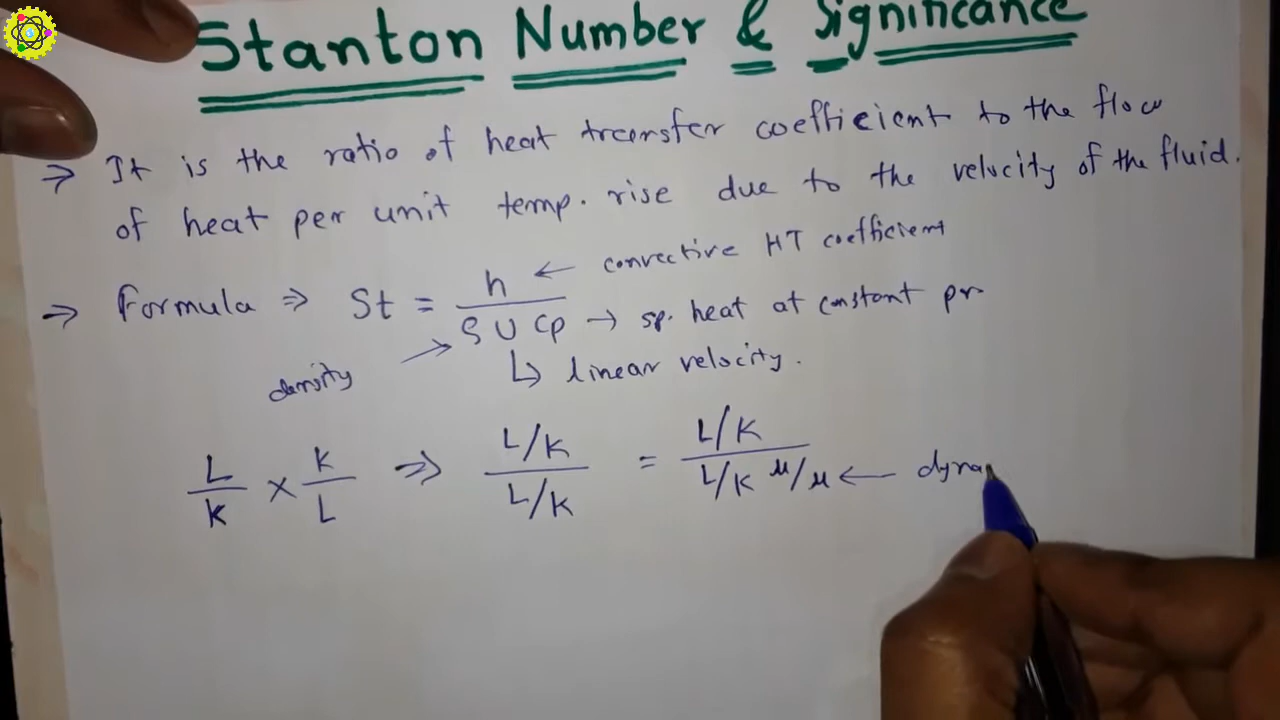 Stanton Number & Significance
⇒ It is the ratio of heat transfer coefficient to the flow
of heat per unit temp. rise due to the velocity of the fluid.
⇒ Formula ⇒ St = h / ρ U Cp
h ← convective HT coefficient
Cp → sp. heat at constant pr
density → ρ
U ↳ linear velocity.
L/K × K/L ⇒ L/K / L/K = L/K / L/K μ/μ ← dyna